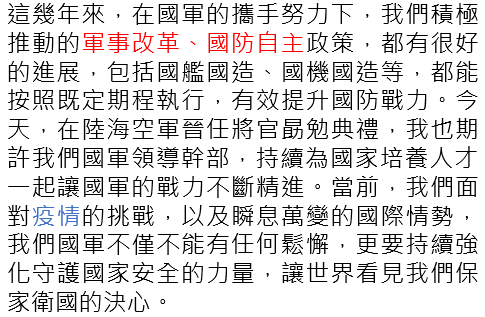 這幾年來，在國軍的攜手努力下，我們積極
推動的軍事改革、國防自主政策，都有很好
的進展，包括國艦國造、國機國造等，都能
按照既定期程執行，有效提升國防戰力。今
天，在陸海空軍晉任將官勗勉典禮，我也期
許我們國軍領導幹部，持續為國家培養人才
一起讓國軍的戰力不斷精進。當前，我們面
對疫情的挑戰，以及瞬息萬變的國際情勢，
我們國軍不僅不能有任何鬆懈，更要持續強
化守護國家安全的力量，讓世界看見我們保
家衛國的決心。